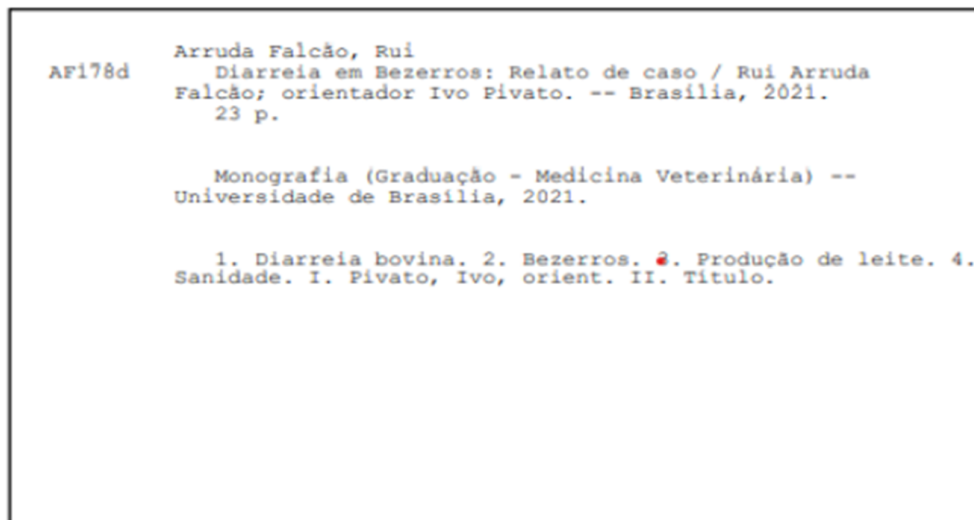 Arruda Falcão, Rui
AF178d Diarreia em Bezerros: Relato de caso / Rui Arruda
Falcão; orientador Ivo Pivato. -- Brasília, 2021.
23 p.
Monografia (Graduação - Medicina Veterinária) --
Universidade de Brasília, 2021.
1. Diarreia bovina. 2. Bezerros. 3. Produção de leite. 4.
Sanidade. I. Pivato, Ivo, orient. II. Título.